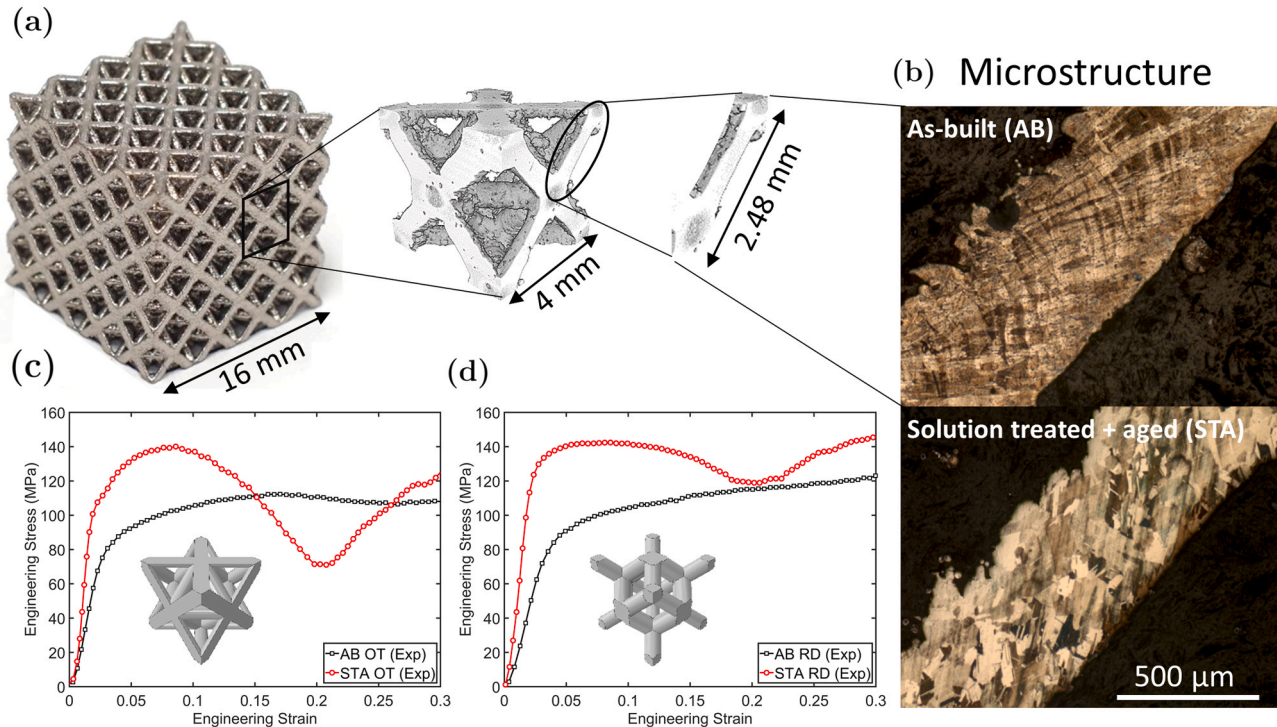 (a)
16 mm
4 mm
2.48 mm
(b) Microstructure
As-built (AB)
Solution treated + aged (STA)
500 µm
(c)
Engineering Stress (MPa)
160
140
120
100
80
60
40
20
0
0 0.05 0.1 0.15 0.2 0.25 0.3
Engineering Strain
AB OT (Exp)
STA OT (Exp)
(d)
Engineering Stress (MPa)
160
140
120
100
80
60
40
20
0
0 0.05 0.1 0.15 0.2 0.25 0.3
Engineering Strain
AB RD (Exp)
STA RD (Exp)